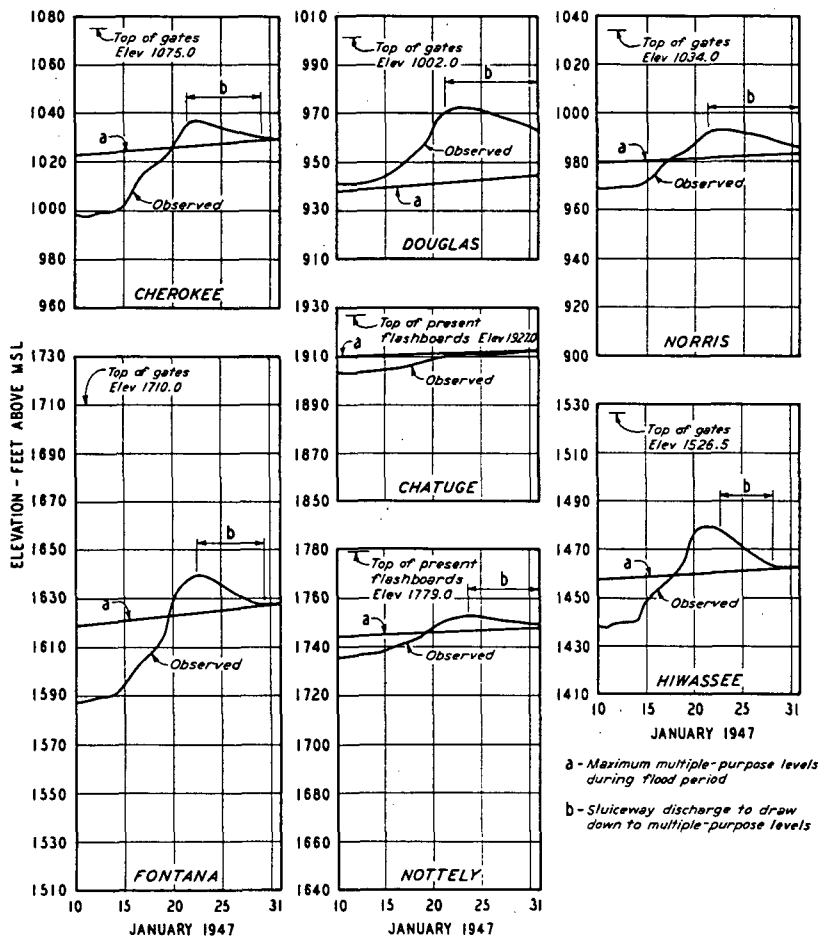 ELEVATION - FEET ABOVE MSL
1080
1060
1040
1020
1000
980
960
Top of gates
Elev 1075.0
b
a
Observed
CHEROKEE
1010
990
970
950
930
910
Top of gates
Elev 1002.0
b
Observed
a
DOUGLAS
1040
1020
1000
980
960
940
920
900
Top of gates
Elev 1034.0
b
a
Observed
NORRIS
1730
1710
1690
1670
1650
1630
1610
1590
1570
1550
1530
1510
Top of gates
Elev 1710.0
b
a
Observed
FONTANA
10 15 20 25 31
JANUARY 1947
1930
1910
1890
1870
1850
Top of present
flashboards Elev 1927.0
a
Observed
CHATUGE
1780
1760
1740
1720
1700
1680
1660
1640
Top of present
flashboards
Elev 1779.0
b
a
Observed
NOTTELY
10 15 20 25 31
JANUARY 1947
1530
1510
1490
1470
1450
1430
1410
Top of gates
Elev 1526.5
b
a
Observed
HIWASSEE
10 15 20 25 31
JANUARY 1947
a - Maximum multiple-purpose levels
during flood period
b - Sluiceway discharge to draw
down to multiple-purpose levels